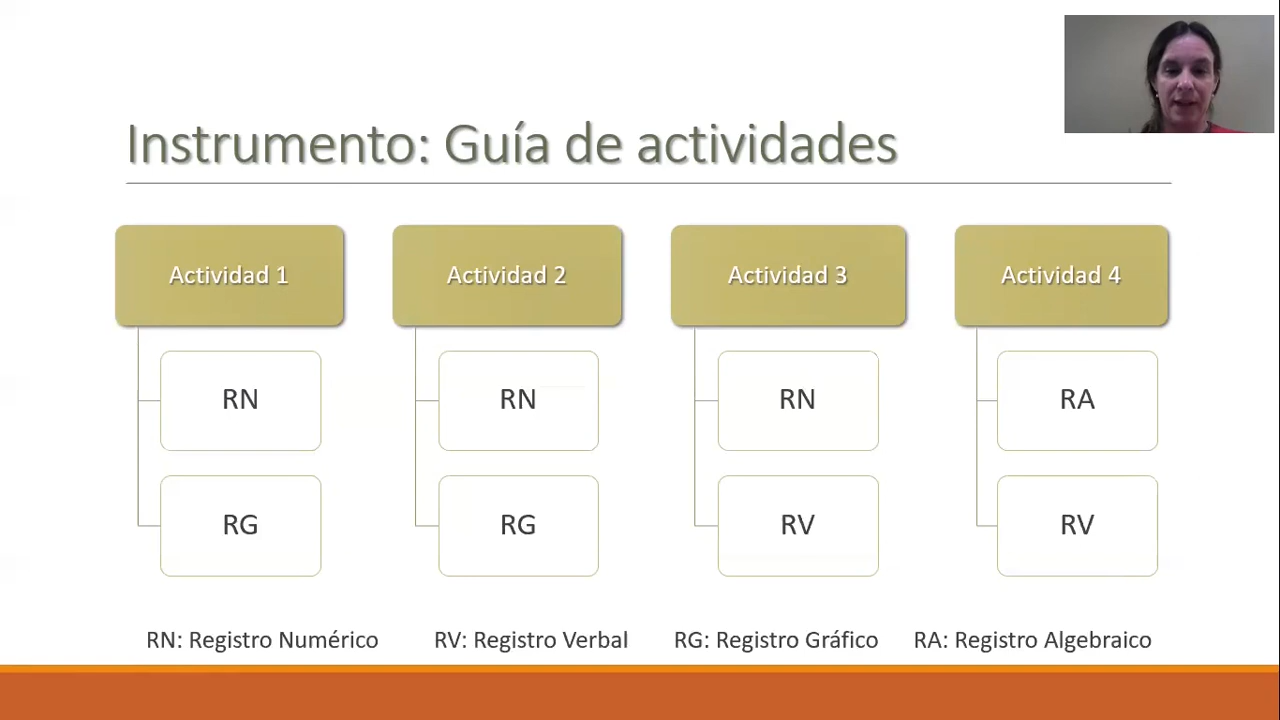 Instrumento: Guía de actividades
Actividad 1
Actividad 2
Actividad 3
Actividad 4
RN
RN
RN
RA
RG
RG
RV
RV
RN: Registro Numérico
RV: Registro Verbal
RG: Registro Gráfico
RA: Registro Algebraico